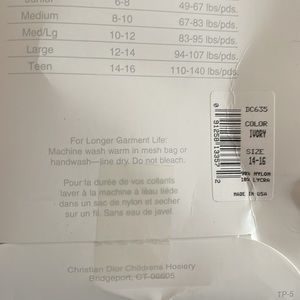 Junior 6-8 49-67 lbs/pds.
Medium 8-10 67-83 lbs/pds.
Med/Lg 10-12 83-95 lbs/pds.
Large 12-14 94-107 lbs/pds.
Teen 14-16 110-140 lbs/pds.
For Longer Garment Life:
Machine wash warm in mesh bag or
handwash—line dry. Do not bleach.
Pour la durée de vos collants
laver à la machine à l'eau tiède
dans un sac de nylon et secher
sur un fil. Sans eau de javel.
DC635
COLOR
IVORY
SIZE
14-16
90% NYLON
10% LYCRA
MADE IN USA
Christian Dior Childrens Hosiery
Bridgeport, CT 06605
TP-5